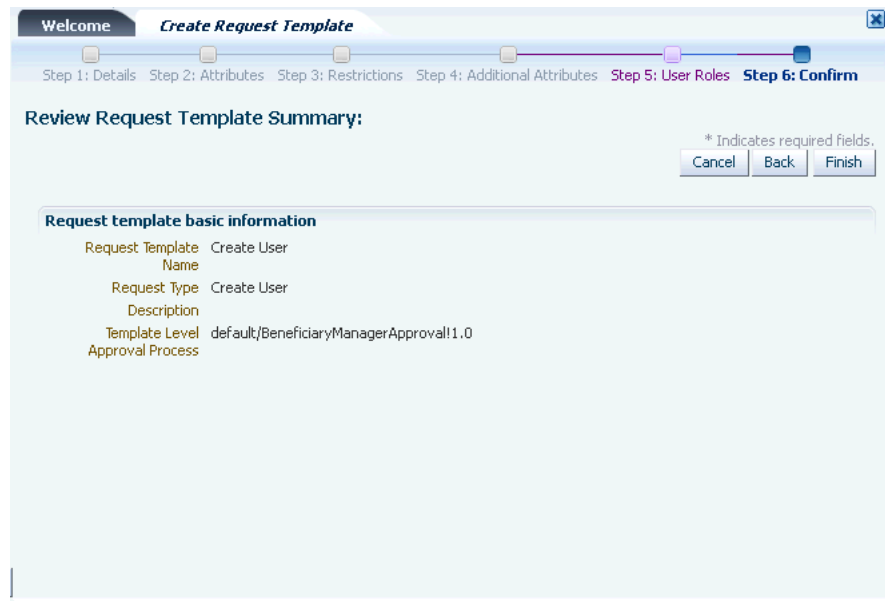 Welcome Create Request Template
Step 1: Details Step 2: Attributes Step 3: Restrictions Step 4: Additional Attributes Step 5: User Roles Step 6: Confirm
Review Request Template Summary:
* Indicates required fields.
Cancel Back Finish
Request template basic information
Request Template Create User
Name
Request Type Create User
Description
Template Level default/BeneficiaryManagerApproval!1.0
Approval Process